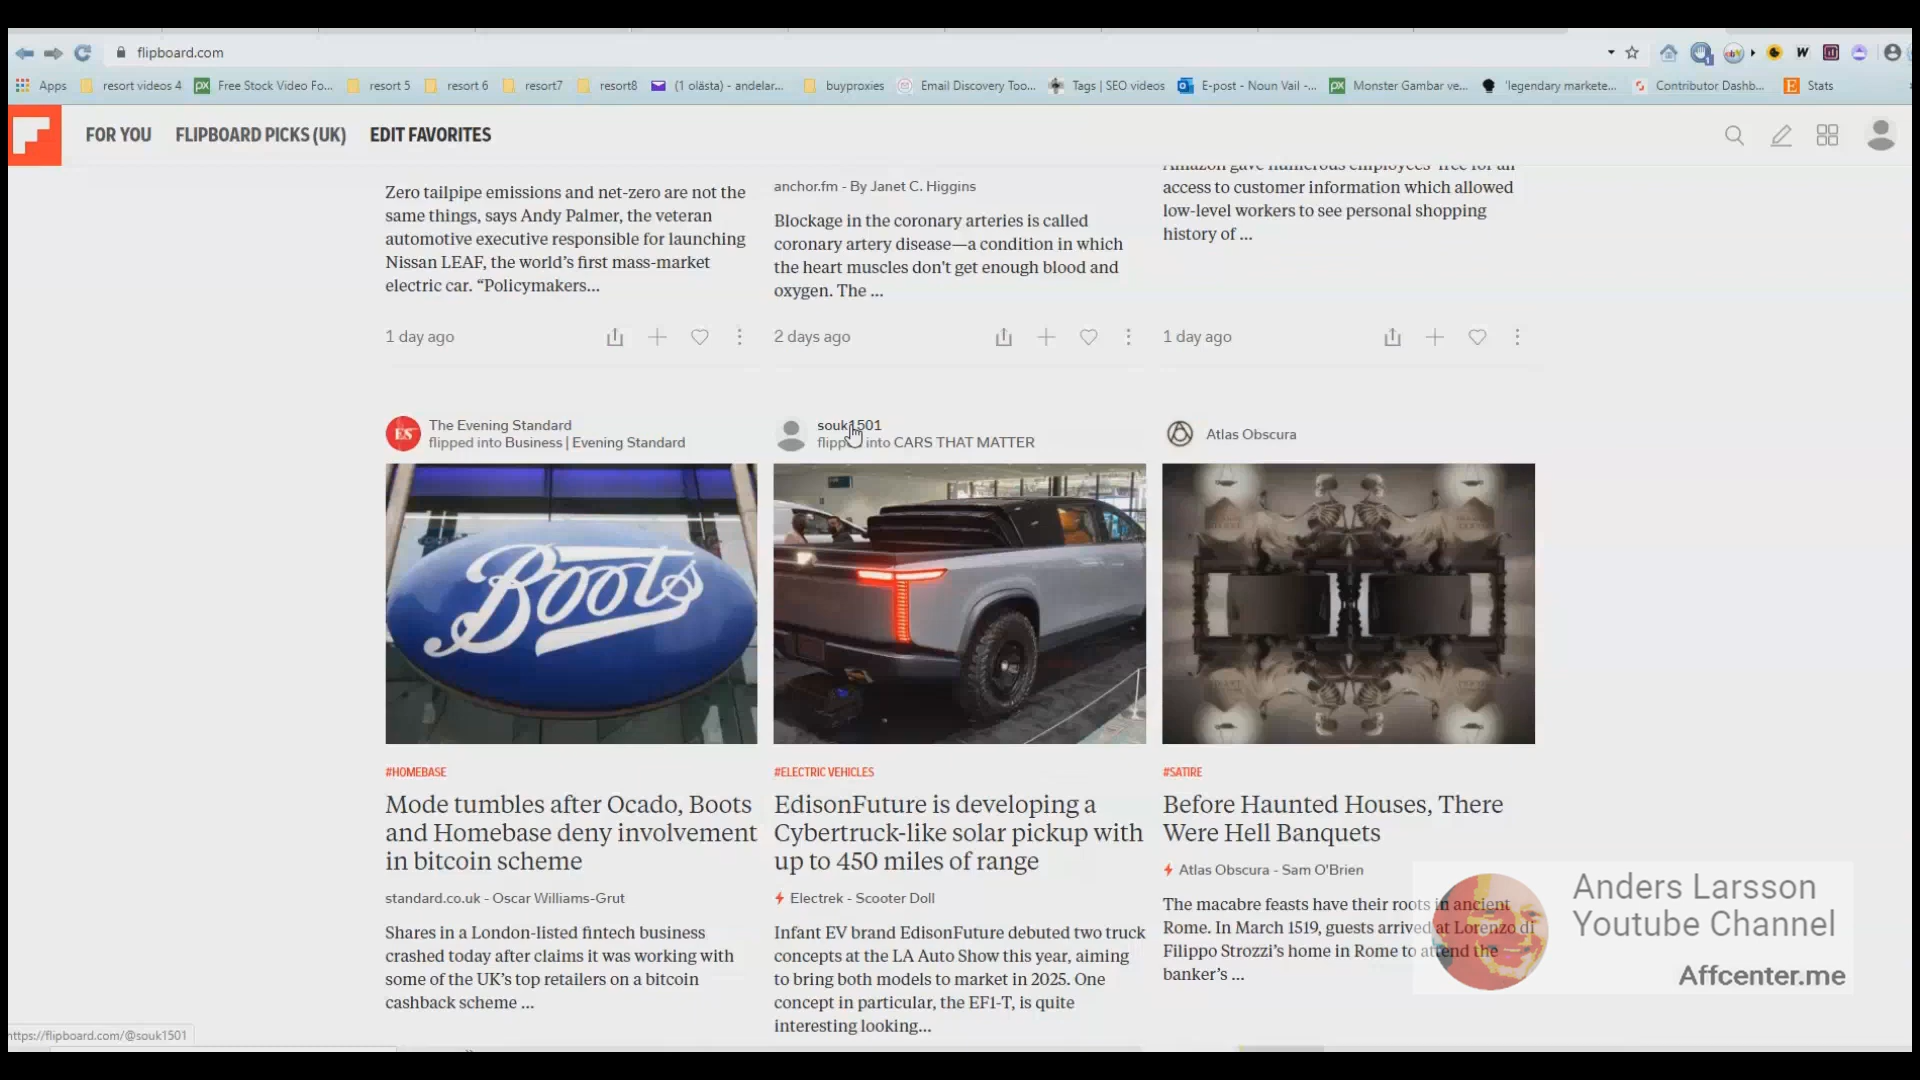 flipboard.com
Apps
resort videos 4
Free Stock Video Fo...
resort 5
resort 6
resort7
resort8
(1 olästa) - andelar...
buyproxies
Email Discovery Too...
Tags | SEO videos
E-post - Noun Vail -...
Monster Gambar ve...
'legendary markete...
Contributor Dashb...
Stats
FOR YOU
FLIPBOARD PICKS (UK)
EDIT FAVORITES
Zero tailpipe emissions and net-zero are not the
same things, says Andy Palmer, the veteran
automotive executive responsible for launching
Nissan LEAF, the world's first mass-market
electric car. "Policymakers...
1 day ago
anchor.fm - By Janet C. Higgins
Blockage in the coronary arteries is called
coronary artery disease—a condition in which
the heart muscles don't get enough blood and
oxygen. The ...
2 days ago
Amazon gave numerous employees' free for an
access to customer information which allowed
low-level workers to see personal shopping
history of ...
1 day ago
ES
The Evening Standard
flipped into Business | Evening Standard
Boots
#HOMEBASE
Mode tumbles after Ocado, Boots
and Homebase deny involvement
in bitcoin scheme
standard.co.uk - Oscar Williams-Grut
Shares in a London-listed fintech business
crashed today after claims it was working with
some of the UK's top retailers on a bitcoin
cashback scheme ...
souk1501
flipped into CARS THAT MATTER
#ELECTRIC VEHICLES
EdisonFuture is developing a
Cybertruck-like solar pickup with
up to 450 miles of range
Electrek - Scooter Doll
Infant EV brand EdisonFuture debuted two truck
concepts at the LA Auto Show this year, aiming
to bring both models to market in 2025. One
concept in particular, the EF1-T, is quite
interesting looking...
Atlas Obscura
#SATIRE
Before Haunted Houses, There
Were Hell Banquets
Atlas Obscura - Sam O'Brien
The macabre feasts have their roots in ancient
Rome. In March 1519, guests arrived at Lorenzo di
Filippo Strozzi's home in Rome to attend the
banker's ...
Anders Larsson
Youtube Channel
Affcenter.me
https://flipboard.com/@souk1501